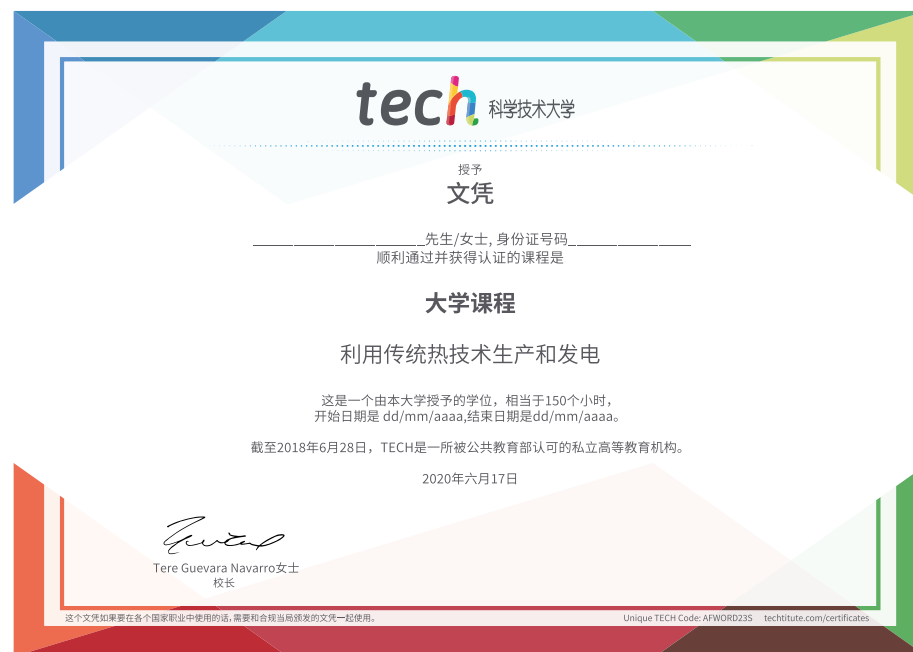 tech 科学技术大学
授予
文凭
________________________先生/女士, 身份证号码_______________
顺利通过并获得认证的课程是
大学课程
利用传统热技术生产和发电
这是一个由本大学授予的学位，相当于150个小时，
开始日期是 dd/mm/aaaa,结束日期是dd/mm/aaaa。
截至2018年6月28日，TECH是一所被公共教育部认可的私立高等教育机构。
2020年六月17日
Tere Guevara Navarro女士
校长
这个文凭如果要在各个国家职业中使用的话,需要和合规当局颁发的文凭一起使用。
Unique TECH Code: AFWORD23S techtitute.com/certificates